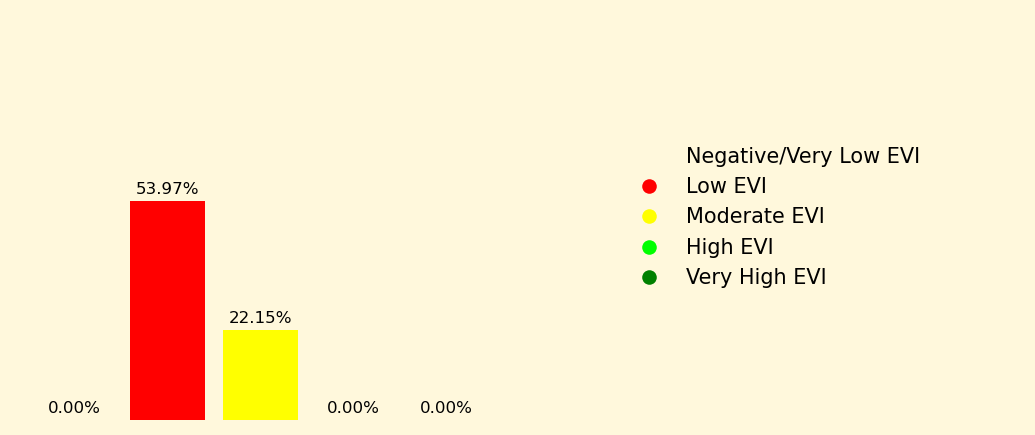 53.97%
22.15%
0.00%
0.00%
0.00%
Negative/Very Low EVI
Low EVI
Moderate EVI
High EVI
Very High EVI